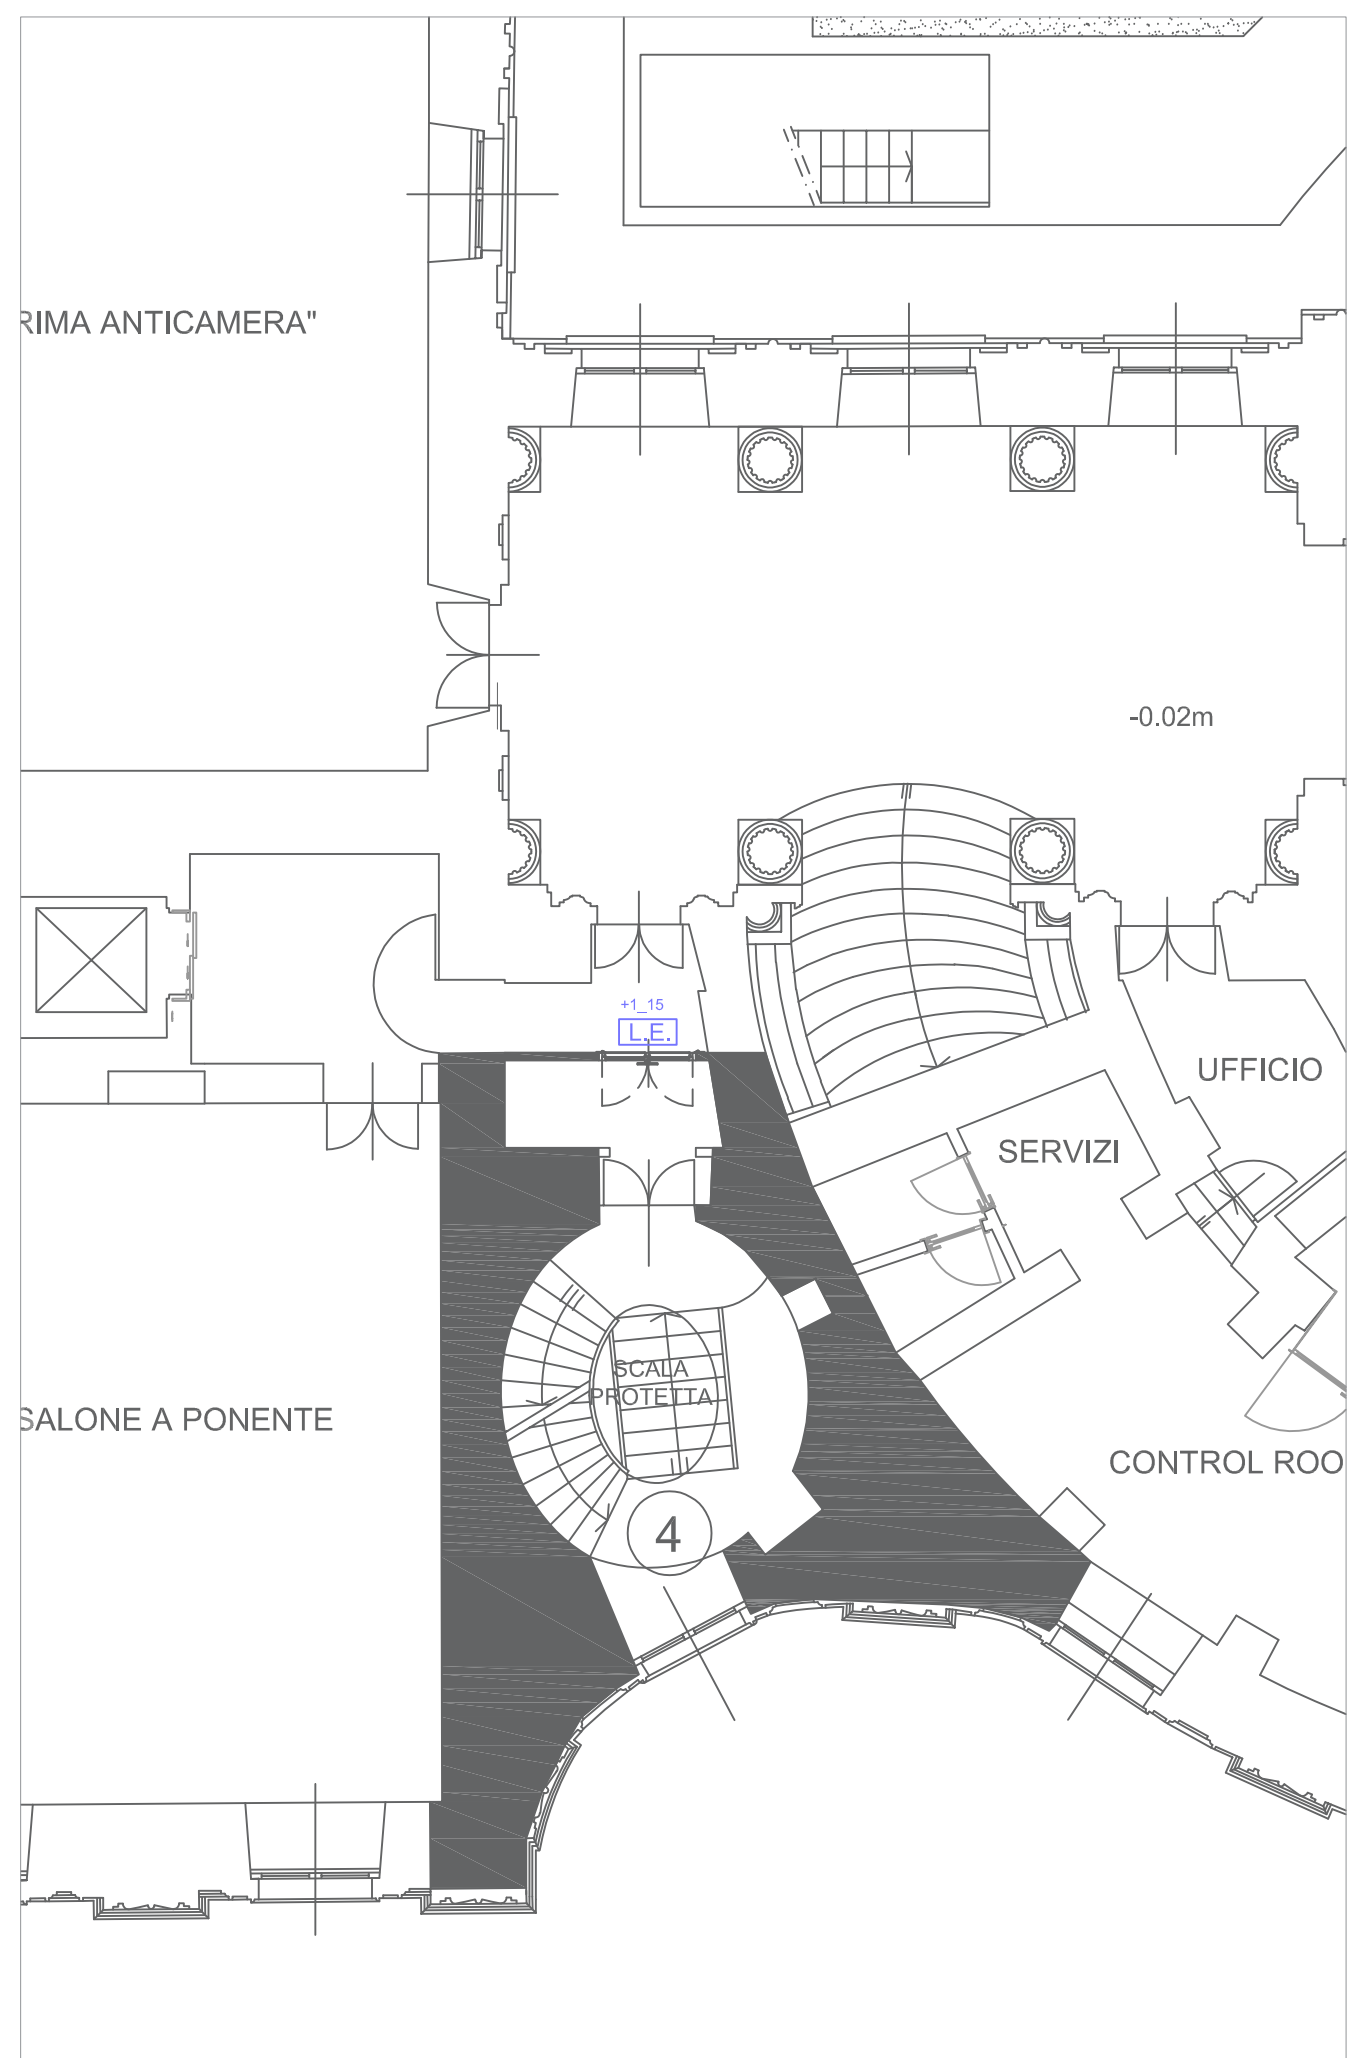 RIMA ANTICAMERA"
-0.02m
+1_15
L.E.
UFFICIO
SERVIZI
SCALA
PROTETTA
SALONE A PONENTE
CONTROL ROO
4